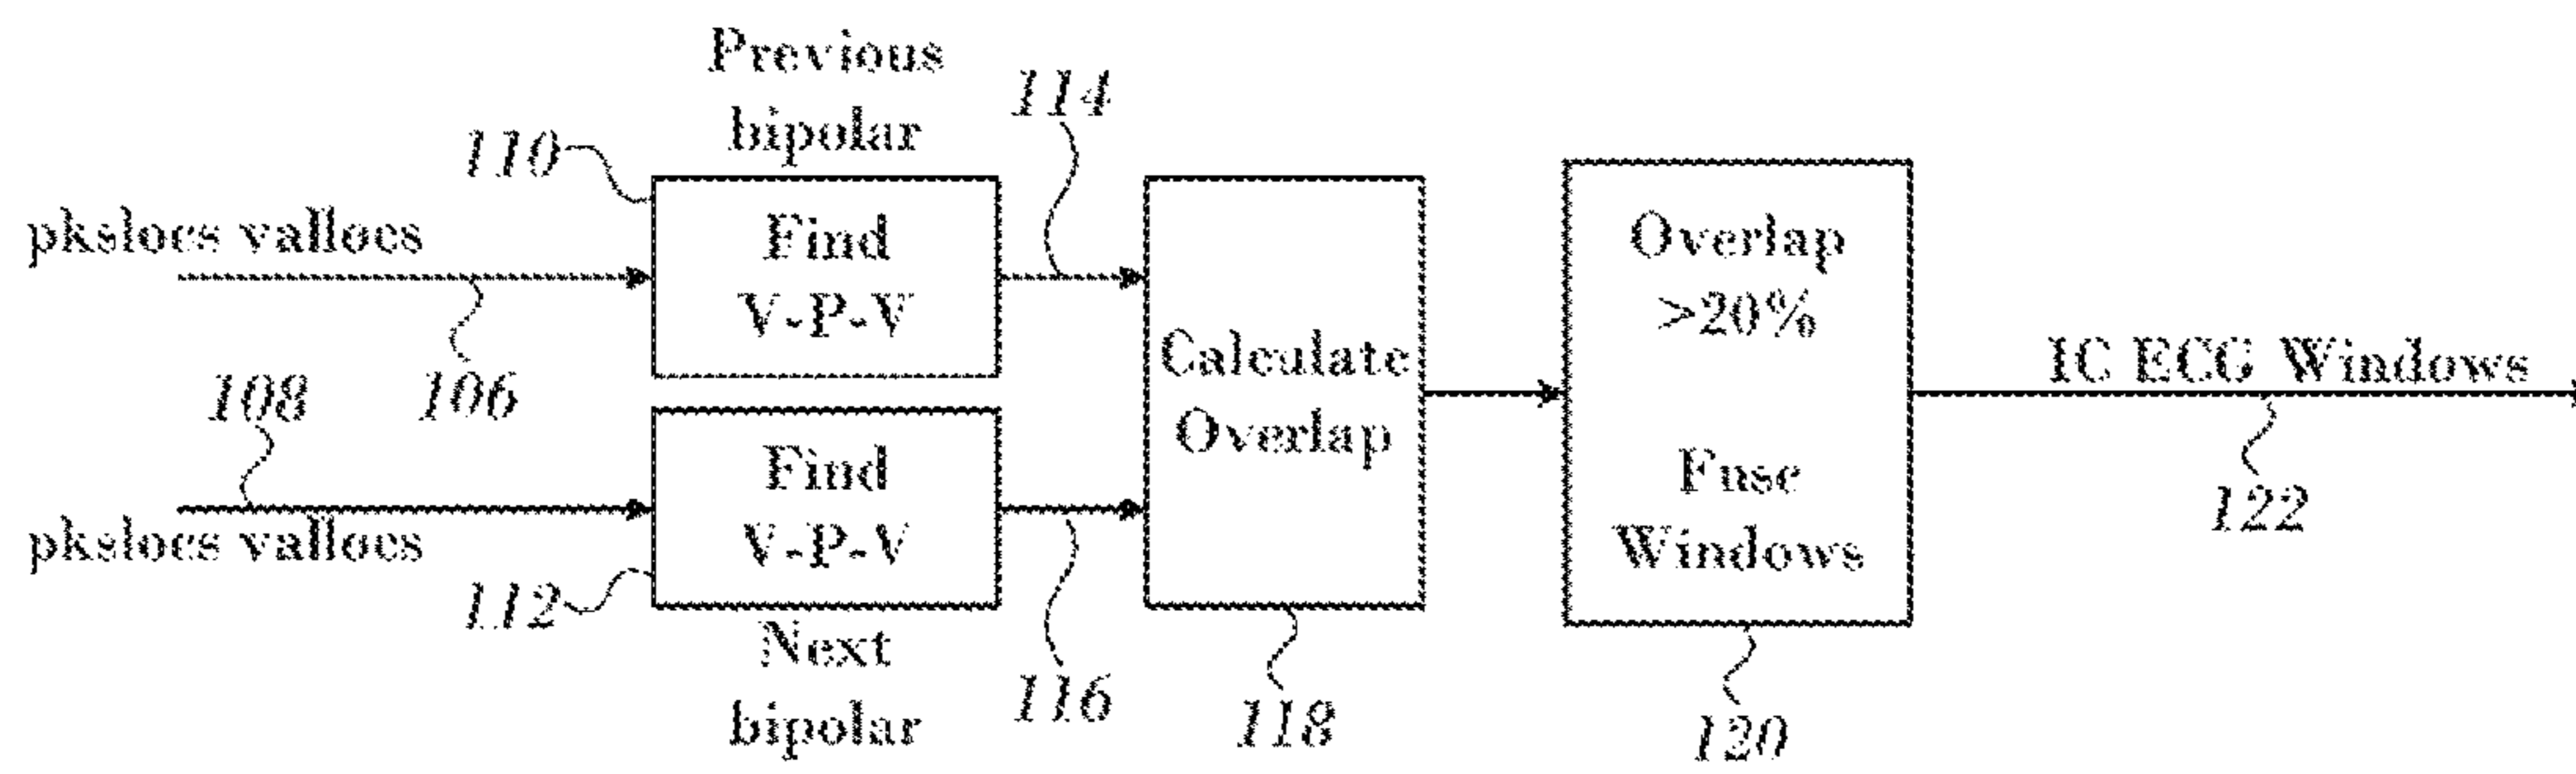 Previous
bipolar
114
110
pkslocs vallocs
Find
V-P-V
106
108
pkslocs vallocs
Find
V-P-V
112
Next
bipolar
116
Calculate
Overlap
118
Overlap
>20%
Fuse
Windows
120
IC ECG Windows
122